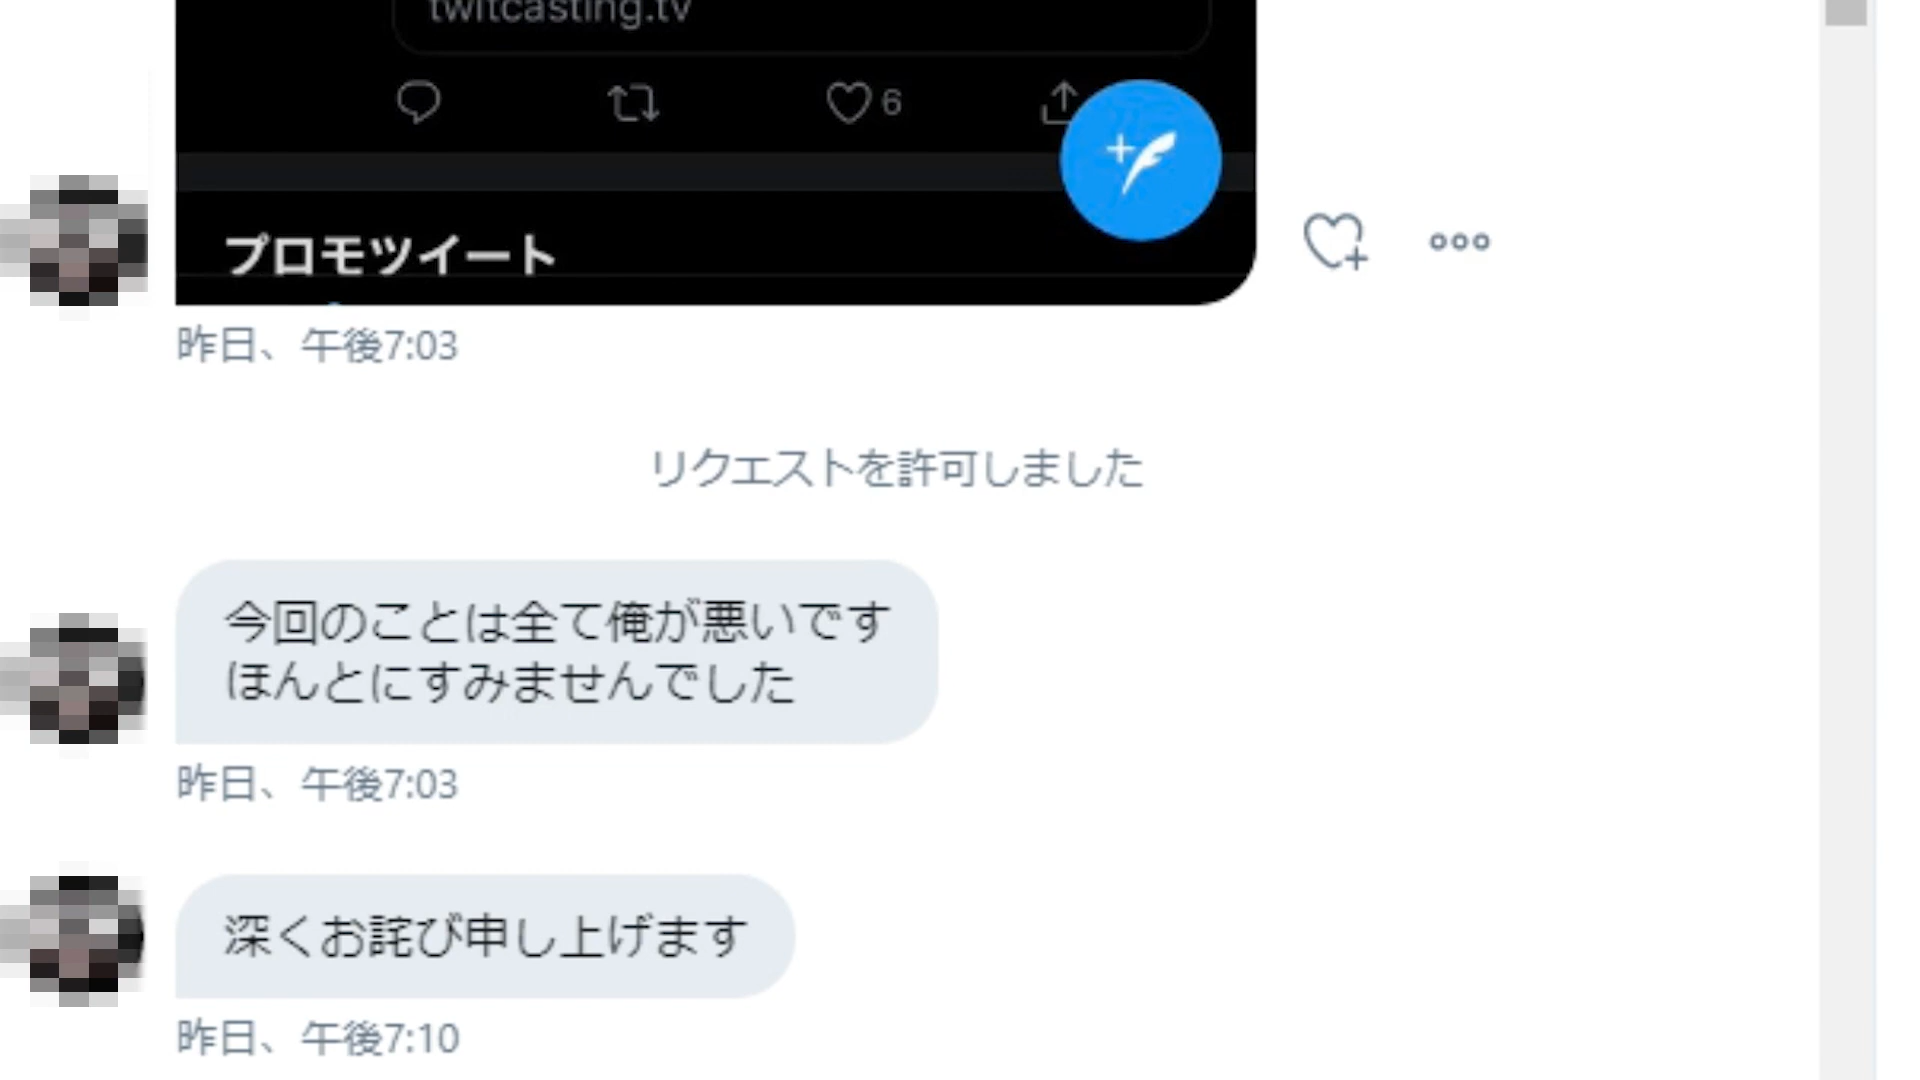 twitcasting.tv
6
プロモツイート
昨日、午後7:03
リクエストを許可しました
今回のことは全て俺が悪いです
ほんとにすみませんでした
昨日、午後7:03
深くお詫び申し上げます
昨日、午後7:10